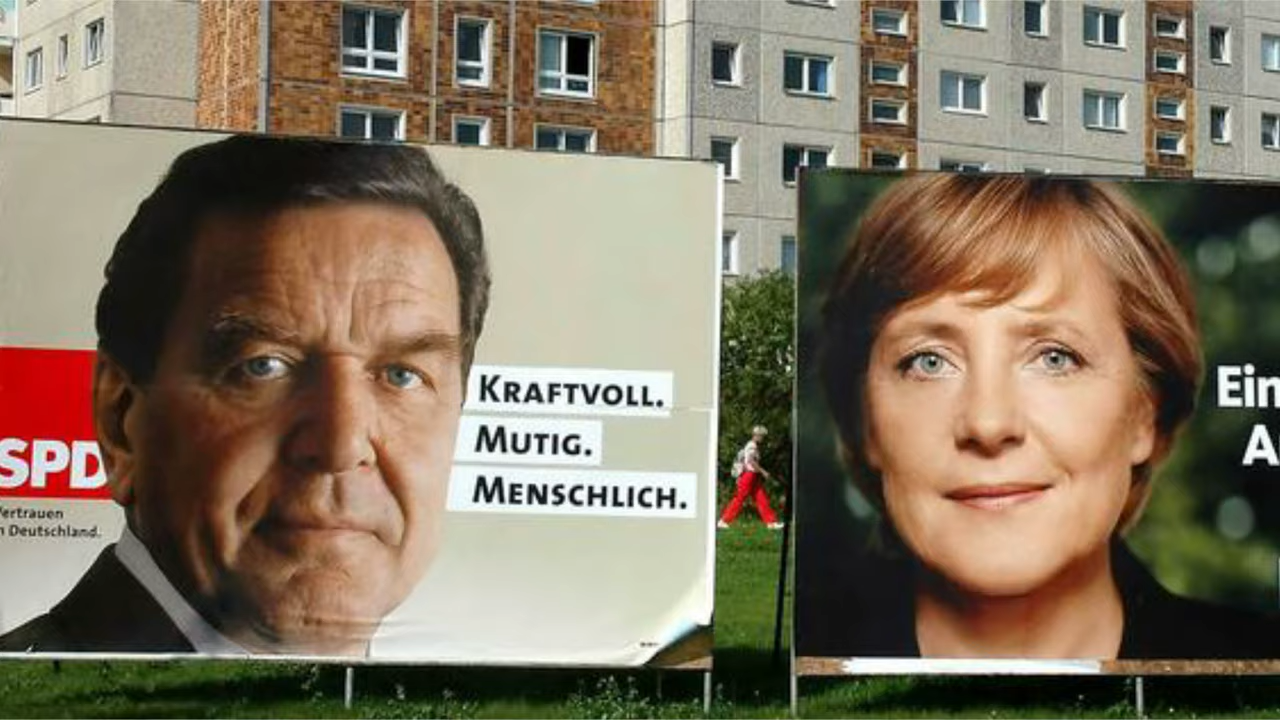 SPD
Vertrauen
in Deutschland.
KRAFTVOLL.
MUTIG.
MENSCHLICH.
Ein
A